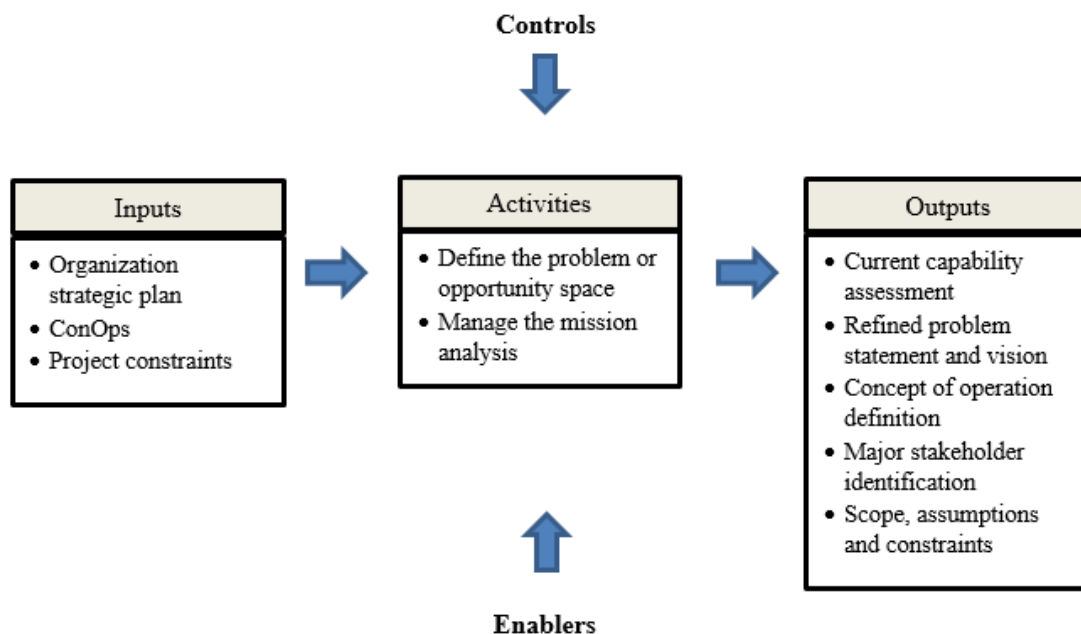 Controls
Inputs
• Organization
strategic plan
• ConOps
• Project constraints
Activities
• Define the problem or
opportunity space
• Manage the mission
analysis
Outputs
• Current capability
assessment
• Refined problem
statement and vision
• Concept of operation
definition
• Major stakeholder
identification
• Scope, assumptions
and constraints
Enablers